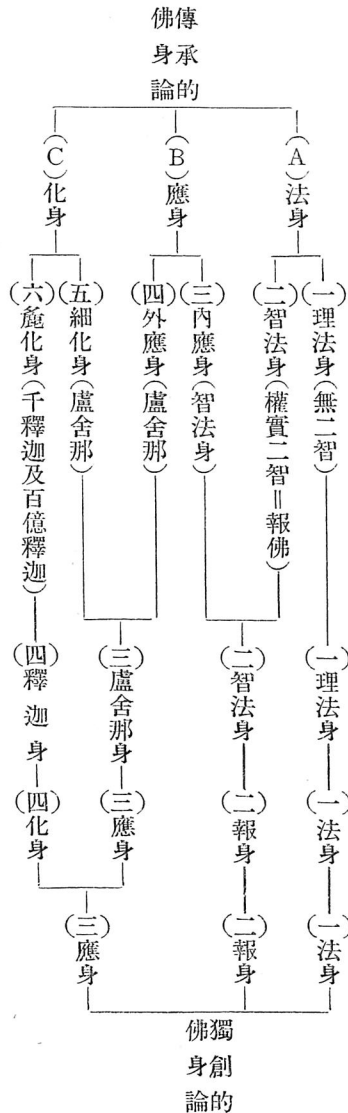 傳承的
佛身論
(A)法身
(B)應身
(C)化身
(一)理法身(無二智)
(二)智法身(權實二智＝報佛)
(三)內應身(智法身)
(四)外應身(盧舍那)
(五)細化身(盧舍那)
(六)麁化身(千釋迦及百億釋迦)
(一)理法身
(二)智法身
(三)盧舍那身
(四)釋迦身
(一)法身
(二)報身
(三)應身
(四)化身
(一)法身
(二)報身
(三)應身
獨創的
佛身論